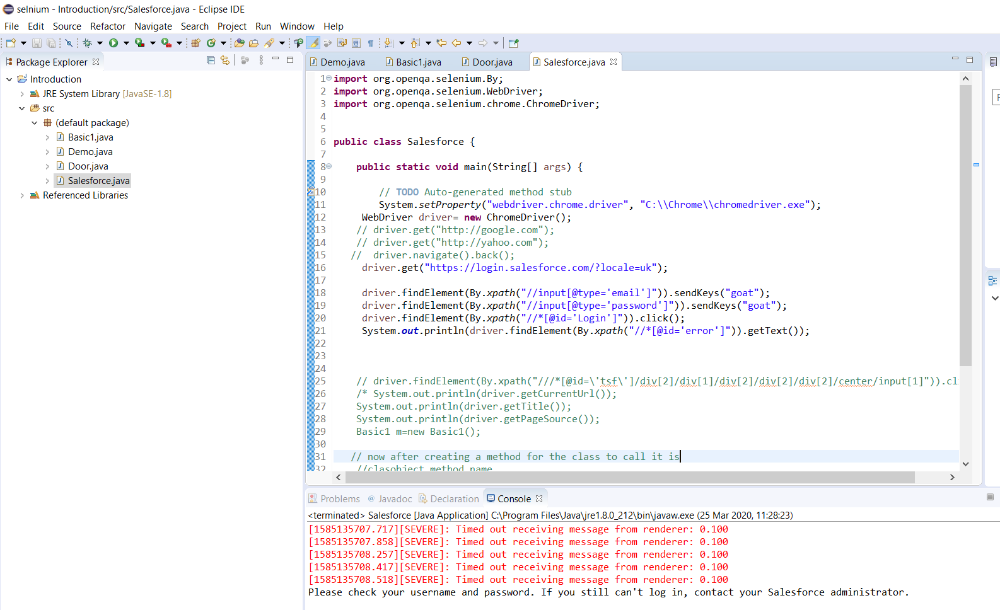 selnium - Introduction/src/Salesforce.java - Eclipse IDE
File Edit Source Refactor Navigate Search Project Run Window Help
Package Explorer
Introduction
JRE System Library [JavaSE-1.8]
src
(default package)
Basic1.java
Demo.java
Door.java
Salesforce.java
Referenced Libraries
Demo.java Basic1.java Door.java Salesforce.java
1 import org.openqa.selenium.By;
2 import org.openqa.selenium.WebDriver;
3 import org.openqa.selenium.chrome.ChromeDriver;
4
5
6 public class Salesforce {
7
8 public static void main(String[] args) {
9
10 // TODO Auto-generated method stub
11 System.setProperty("webdriver.chrome.driver", "C:\\Chrome\\chromedriver.exe");
12 WebDriver driver= new ChromeDriver();
13 // driver.get("http://google.com");
14 // driver.get("http://yahoo.com");
15 // driver.navigate().back();
16 driver.get("https://login.salesforce.com/?locale=uk");
17
18 driver.findElement(By.xpath("//input[@type='email']")).sendKeys("goat");
19 driver.findElement(By.xpath("//input[@type='password']")).sendKeys("goat");
20 driver.findElement(By.xpath("//*[@id='Login']")).click();
21 System.out.println(driver.findElement(By.xpath("//*[@id='error']")).getText());
22
23
24
25 // driver.findElement(By.xpath("///*[@id=\'tsf\']/div[2]/div[1]/div[2]/div[2]/div[2]/center/input[1]")).cl
26 /* System.out.println(driver.getCurrentUrl());
27 System.out.println(driver.getTitle());
28 System.out.println(driver.getPageSource());
29 Basic1 m=new Basic1();
30
31 // now after creating a method for the class to call it is
32 //clasobject.method name
Problems @ Javadoc Declaration Console
<terminated> Salesforce [Java Application] C:\Program Files\Java\jre1.8.0_212\bin\javaw.exe (25 Mar 2020, 11:28:23)
[1585135707.717][SEVERE]: Timed out receiving message from renderer: 0.100
[1585135707.858][SEVERE]: Timed out receiving message from renderer: 0.100
[1585135708.257][SEVERE]: Timed out receiving message from renderer: 0.100
[1585135708.417][SEVERE]: Timed out receiving message from renderer: 0.100
[1585135708.518][SEVERE]: Timed out receiving message from renderer: 0.100
Please check your username and password. If you still can't log in, contact your Salesforce administrator.